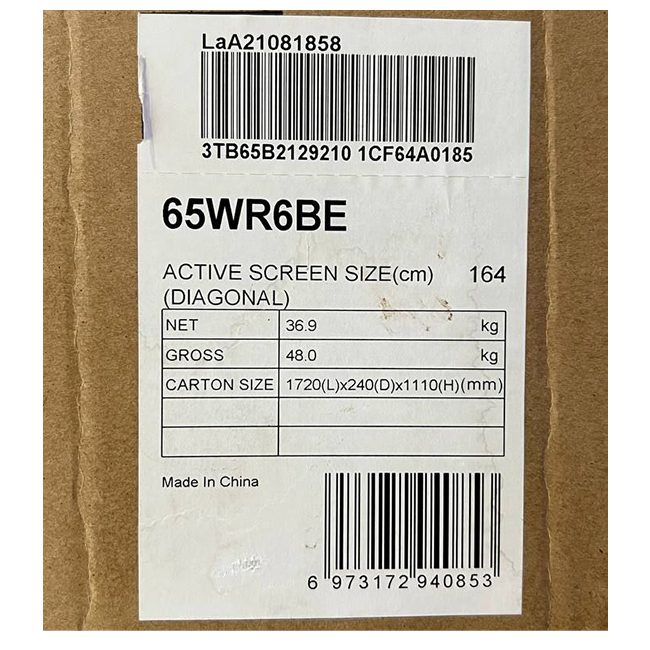 LaA21081858
3TB65B2129210 1CF64A0185
65WR6BE
ACTIVE SCREEN SIZE(cm) 164
(DIAGONAL)
NET 36.9 kg
GROSS 48.0 kg
CARTON SIZE 1720(L)x240(D)x1110(H)(mm)
Made In China
6 973172 940853